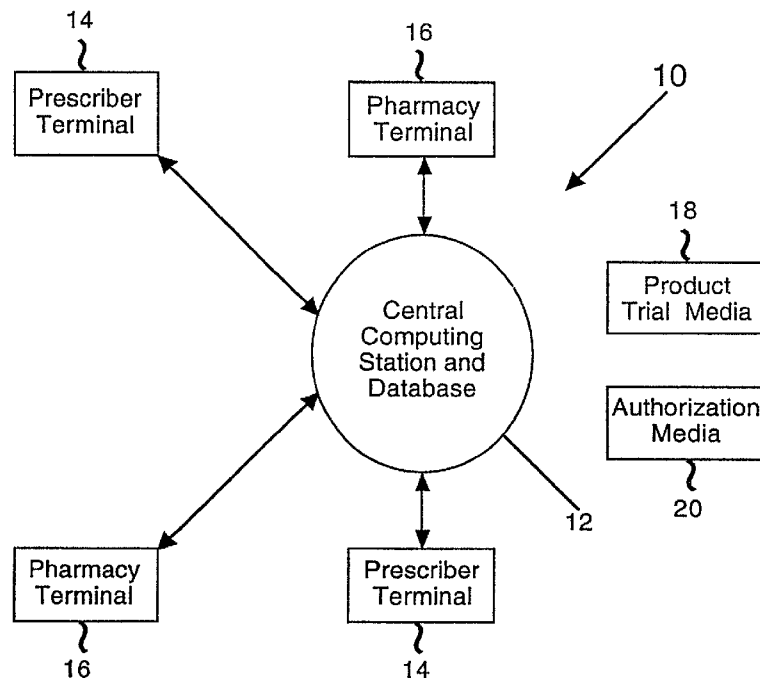 14
Prescriber
Terminal
16
Pharmacy
Terminal
10
18
Product
Trial Media
Central
Computing
Station and
Database
Authorization
Media
20
12
Pharmacy
Terminal
16
Prescriber
Terminal
14